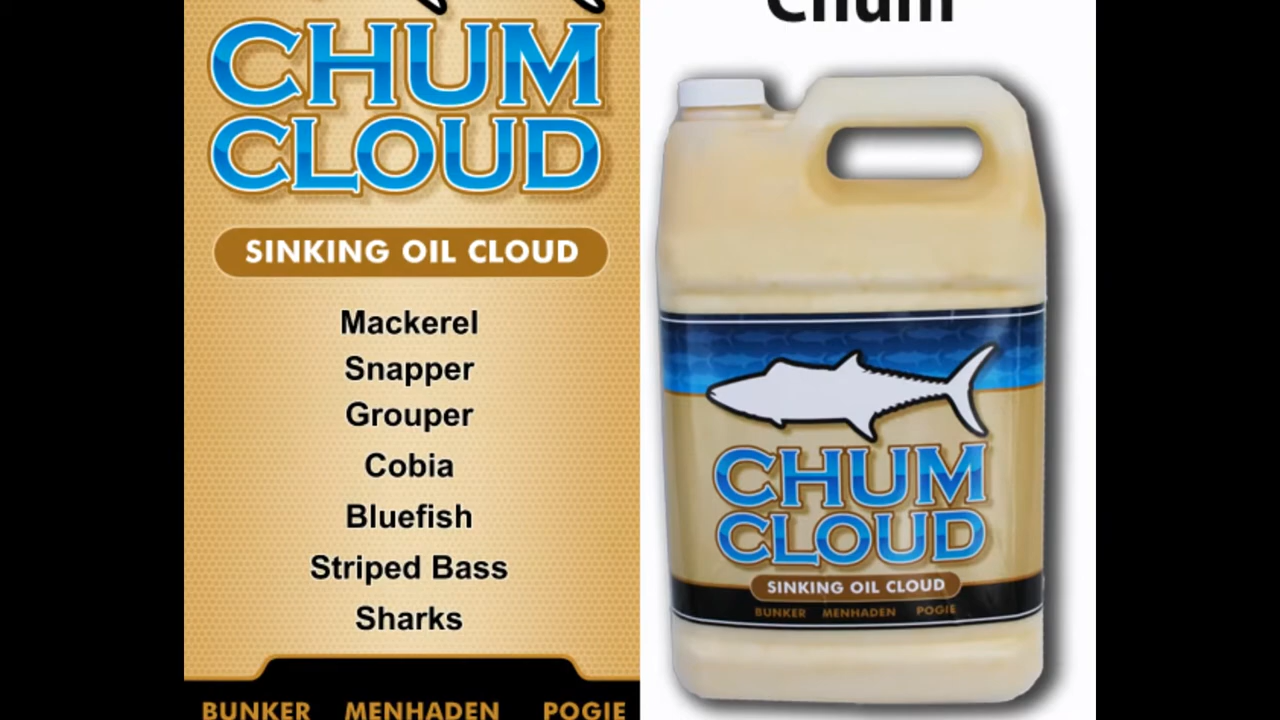 CHUM
CLOUD
SINKING OIL CLOUD
Mackerel
Snapper
Grouper
Cobia
Bluefish
Striped Bass
Sharks
BUNKER MENHADEN POGIE
Chum
CHUM
CLOUD
SINKING OIL CLOUD
BUNKER MENHADEN POGIE